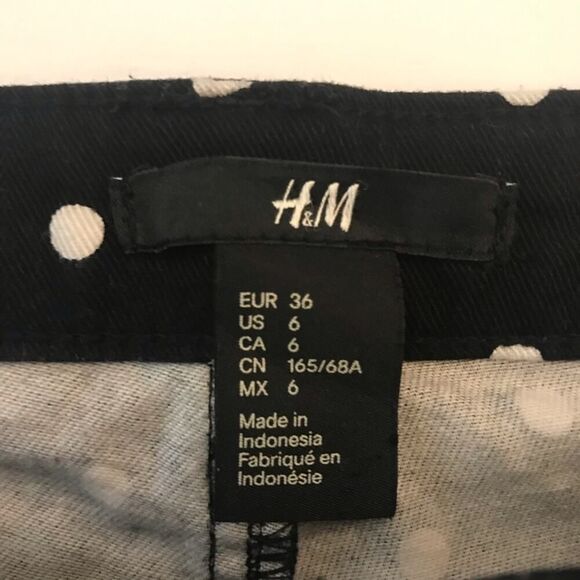 H&M
EUR 36
US 6
CA 6
CN 165/68A
MX 6
Made in
Indonesia
Fabriqué en
Indonésie